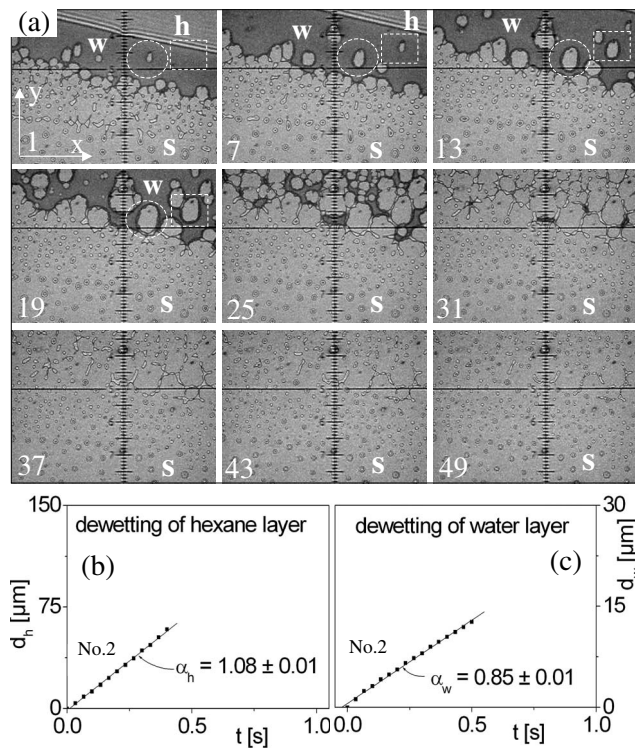 (a)
w h
y
1 x s
w h
7 s
w
13 s
w
19 s
25 s
31 s
37 s
43 s
49 s
150 30
dewetting of hexane layer dewetting of water layer
(b) (c)
d_h [µm] 75 15 [µm]
No.2 No.2
α_h = 1.08 ± 0.01 α_w = 0.85 ± 0.01
0 0
0.0 0.5 1.0 0.0 0.5 1.0
t [s] t [s]